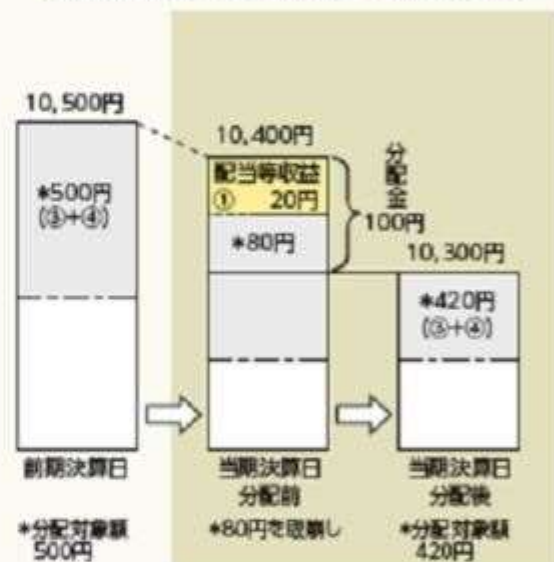 10,500円
*500円
(③+④)
前期決算日
*分配対象額
500円
10,400円
配当等収益
① 20円
*80円
分配金
100円
当期決算日
分配前
*80円を取崩し
10,300円
*420円
(③+④)
当期決算日
分配後
*分配対象額
420円